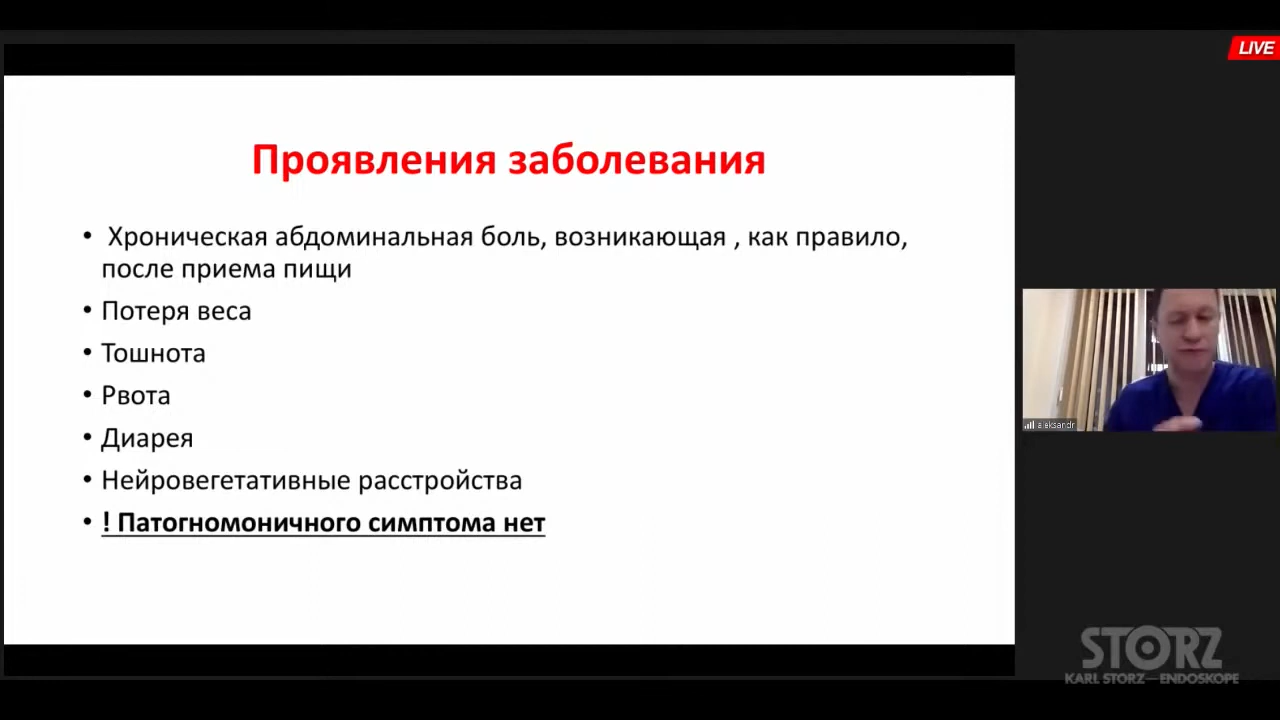 LIVE
Проявления заболевания
• Хроническая абдоминальная боль, возникающая , как правило,
после приема пищи
• Потеря веса
• Тошнота
• Рвота
• Диарея
• Нейровегетативные расстройства
• ! Патогномоничного симптома нет
aleksandr
STORZ
KARL STORZ—ENDOSKOPE